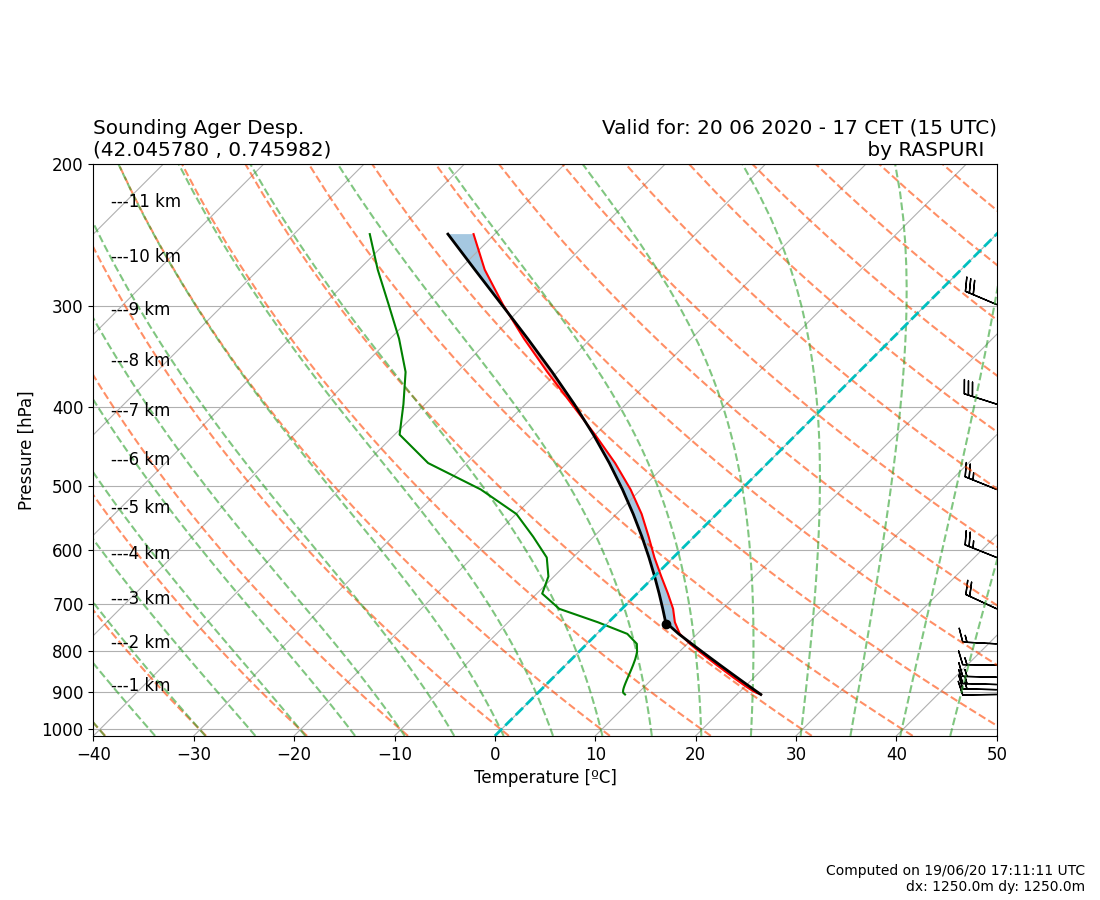 Sounding Ager Desp.
(42.045780 , 0.745982)
Valid for: 20 06 2020 - 17 CET (15 UTC)
by RASPURI
200
300
400
500
600
700
800
900
1000
Pressure [hPa]
---11 km
---10 km
---9 km
---8 km
---7 km
---6 km
---5 km
---4 km
---3 km
---2 km
---1 km
−40 −30 −20 −10 0 10 20 30 40 50
Temperature [ºC]
Computed on 19/06/20 17:11:11 UTC
dx: 1250.0m dy: 1250.0m